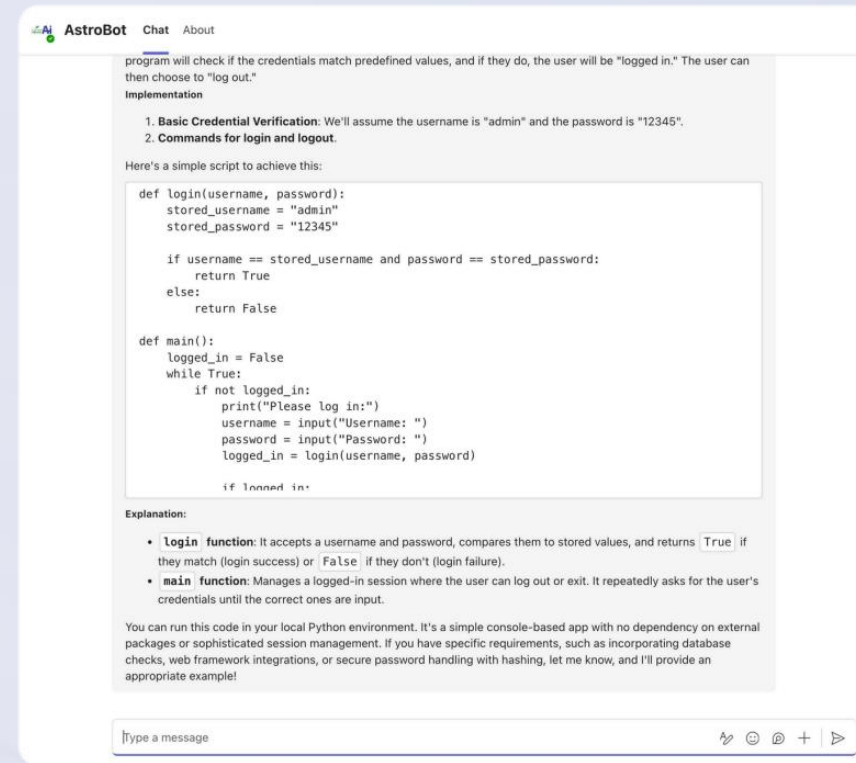 AstroBot Chat About
program will check if the credentials match predefined values, and if they do, the user will be "logged in." The user can
then choose to "log out."
Implementation
1. Basic Credential Verification: We'll assume the username is "admin" and the password is "12345".
2. Commands for login and logout.
Here's a simple script to achieve this:
def login(username, password):
    stored_username = "admin"
    stored_password = "12345"
    if username == stored_username and password == stored_password:
        return True
    else:
        return False
def main():
    logged_in = False
    while True:
        if not logged_in:
            print("Please log in:")
            username = input("Username: ")
            password = input("Password: ")
            logged_in = login(username, password)
            if logged in:
Explanation:
• login function: It accepts a username and password, compares them to stored values, and returns True if
they match (login success) or False if they don't (login failure).
• main function: Manages a logged-in session where the user can log out or exit. It repeatedly asks for the user's
credentials until the correct ones are input.
You can run this code in your local Python environment. It's a simple console-based app with no dependency on external
packages or sophisticated session management. If you have specific requirements, such as incorporating database
checks, web framework integrations, or secure password handling with hashing, let me know, and I'll provide an
appropriate example!
Type a message